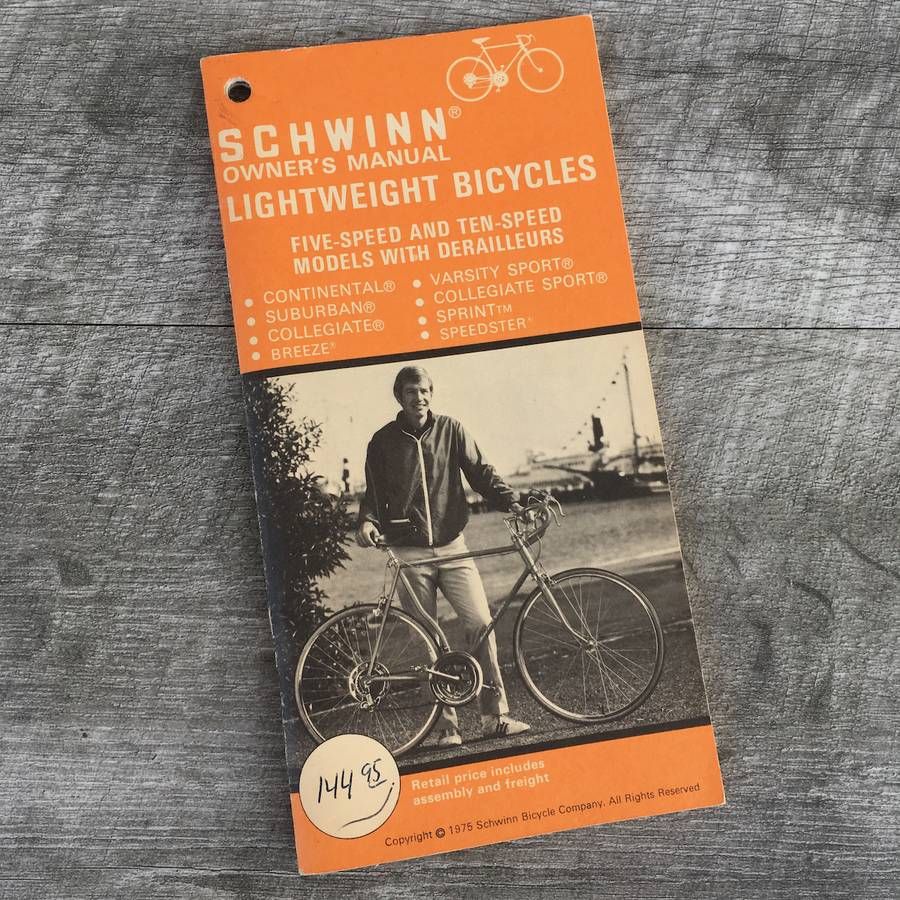 SCHWINN®
OWNER'S MANUAL
LIGHTWEIGHT BICYCLES
FIVE-SPEED AND TEN-SPEED
MODELS WITH DERAILLEURS
• CONTINENTAL®
• SUBURBAN®
• COLLEGIATE®
• BREEZE®
• VARSITY SPORT®
• COLLEGIATE SPORT®
• SPRINT™
• SPEEDSTER®
144 95
Retail price includes
assembly and freight
Copyright © 1975 Schwinn Bicycle Company. All Rights Reserved